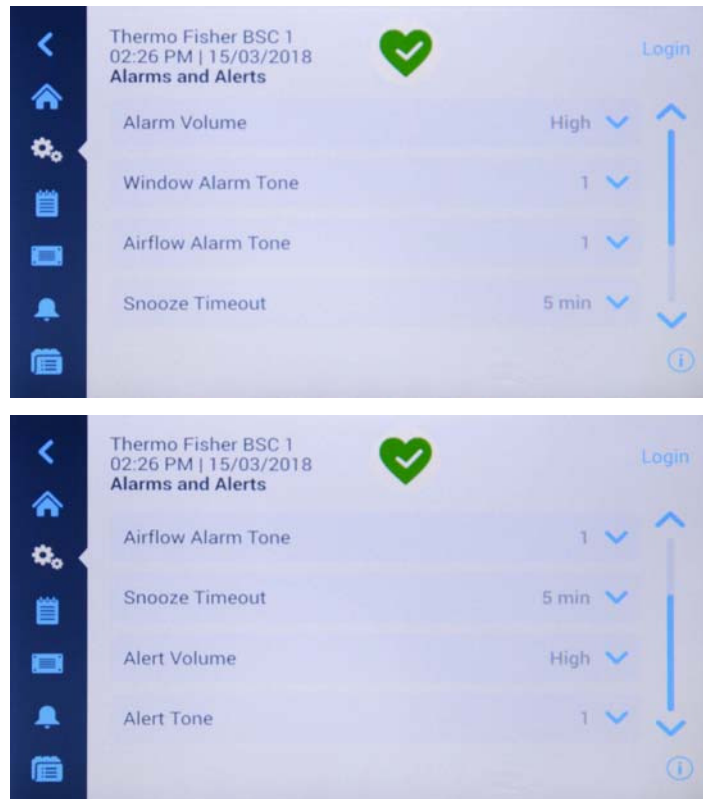 Thermo Fisher BSC 1
02:26 PM | 15/03/2018
Login
Alarms and Alerts
Alarm Volume High
Window Alarm Tone 1
Airflow Alarm Tone 1
Snooze Timeout 5 min
i
Thermo Fisher BSC 1
02:26 PM | 15/03/2018
Login
Alarms and Alerts
Airflow Alarm Tone 1
Snooze Timeout 5 min
Alert Volume High
Alert Tone 1
i